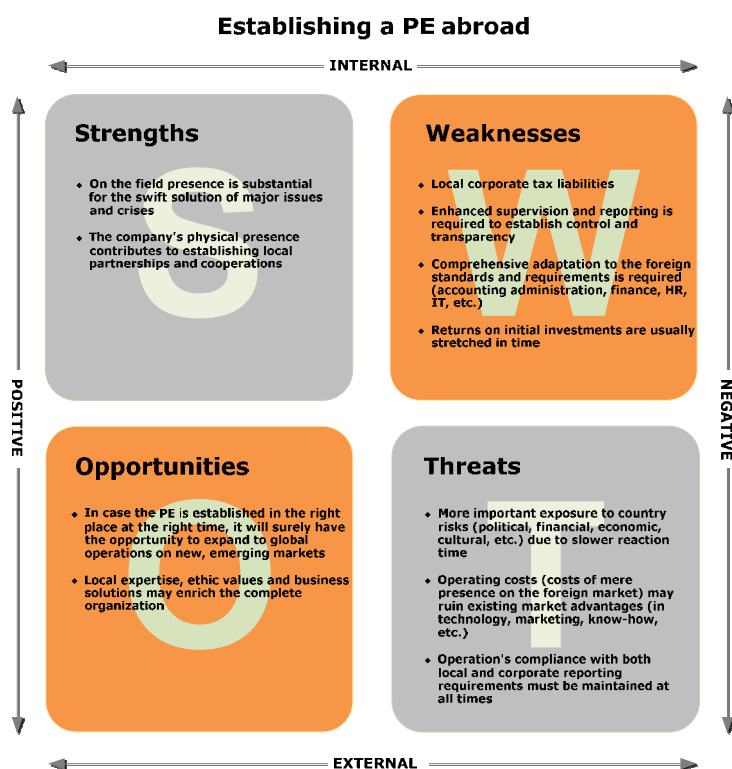 Establishing a PE abroad
INTERNAL
POSITIVE
NEGATIVE
Strengths
S
◆ On the field presence is substantial
for the swift solution of major issues
and crises
◆ The company's physical presence
contributes to establishing local
partnerships and cooperations
Weaknesses
W
◆ Local corporate tax liabilities
◆ Enhanced supervision and reporting is
required to establish control and
transparency
◆ Comprehensive adaptation to the foreign
standards and requirements is required
(accounting administration, finance, HR,
IT, etc.)
◆ Returns on initial investments are usually
stretched in time
Opportunities
O
◆ In case the PE is established in the right
place at the right time, it will surely have
the opportunity to expand to global
operations on new, emerging markets
◆ Local expertise, ethic values and business
solutions may enrich the complete
organization
Threats
T
◆ More important exposure to country
risks (political, financial, economic,
cultural, etc.) due to slower reaction
time
◆ Operating costs (costs of mere
presence on the foreign market) may
ruin existing market advantages (in
technology, marketing, know-how,
etc.)
◆ Operation's compliance with both
local and corporate reporting
requirements must be maintained at
all times
EXTERNAL